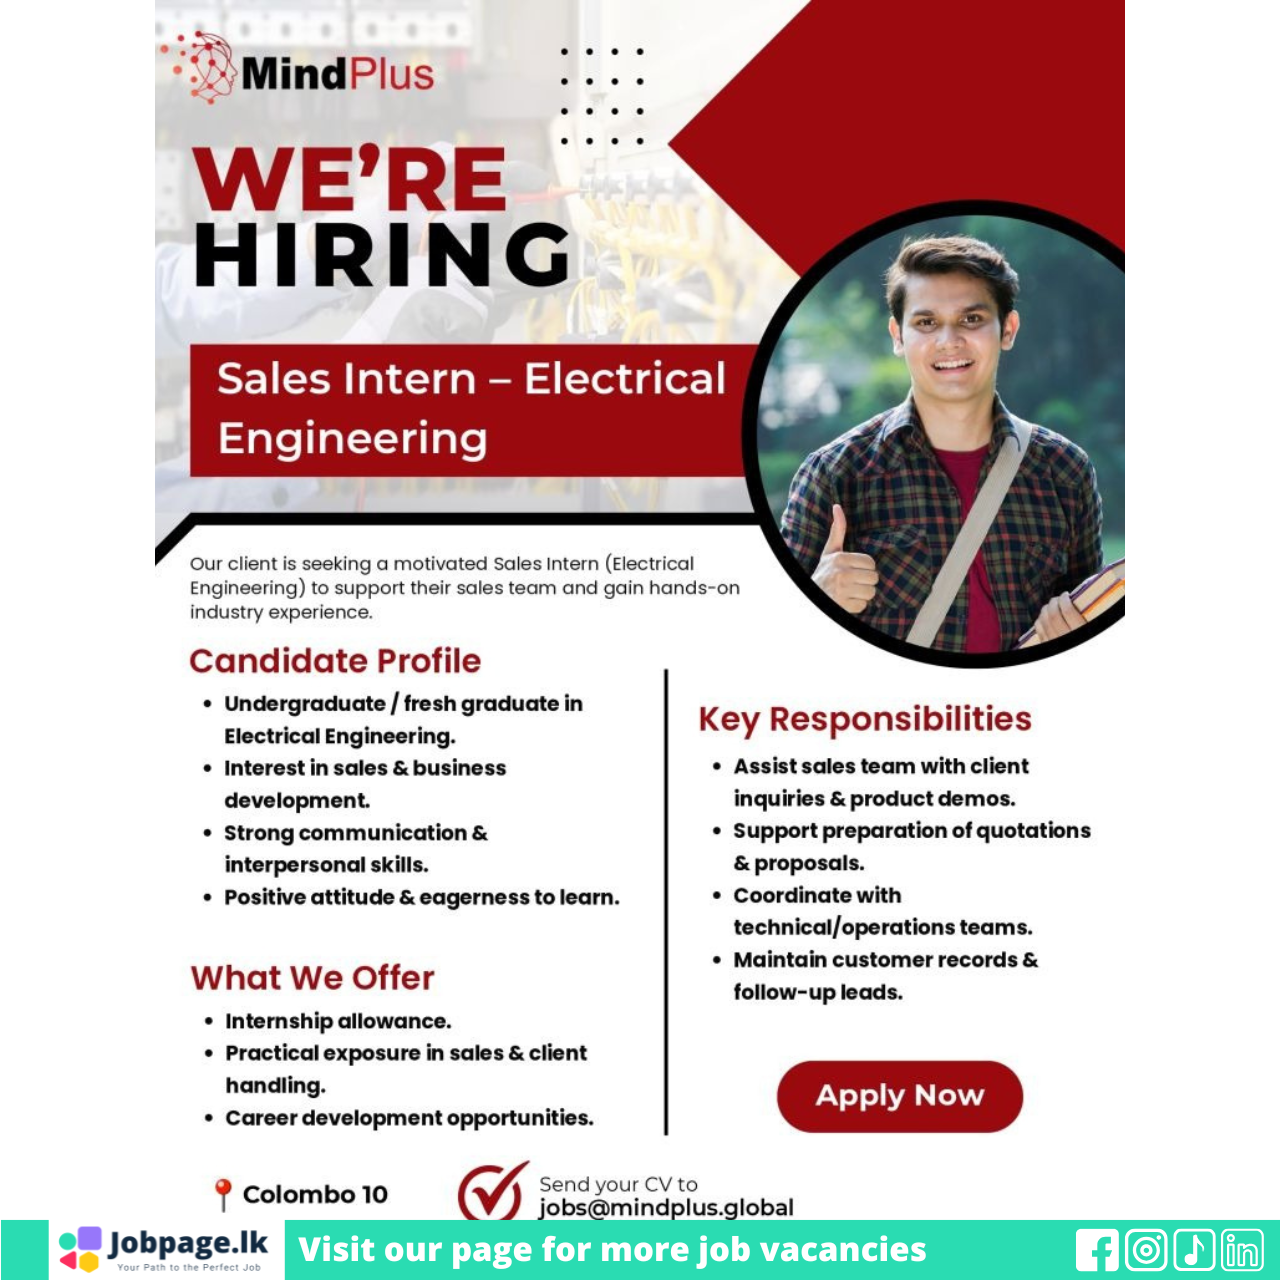 MindPlus
WE'RE
HIRING
Sales Intern – Electrical
Engineering
Our client is seeking a motivated Sales Intern (Electrical
Engineering) to support their sales team and gain hands-on
industry experience.
Candidate Profile
• Undergraduate / fresh graduate in
Electrical Engineering.
• Interest in sales & business
development.
• Strong communication &
interpersonal skills.
• Positive attitude & eagerness to learn.
What We Offer
• Internship allowance.
• Practical exposure in sales & client
handling.
• Career development opportunities.
Key Responsibilities
• Assist sales team with client
inquiries & product demos.
• Support preparation of quotations
& proposals.
• Coordinate with
technical/operations teams.
• Maintain customer records &
follow-up leads.
Apply Now
Colombo 10
Send your CV to
jobs@mindplus.global
Jobpage.lk
Your Path to the Perfect Job
Visit our page for more job vacancies